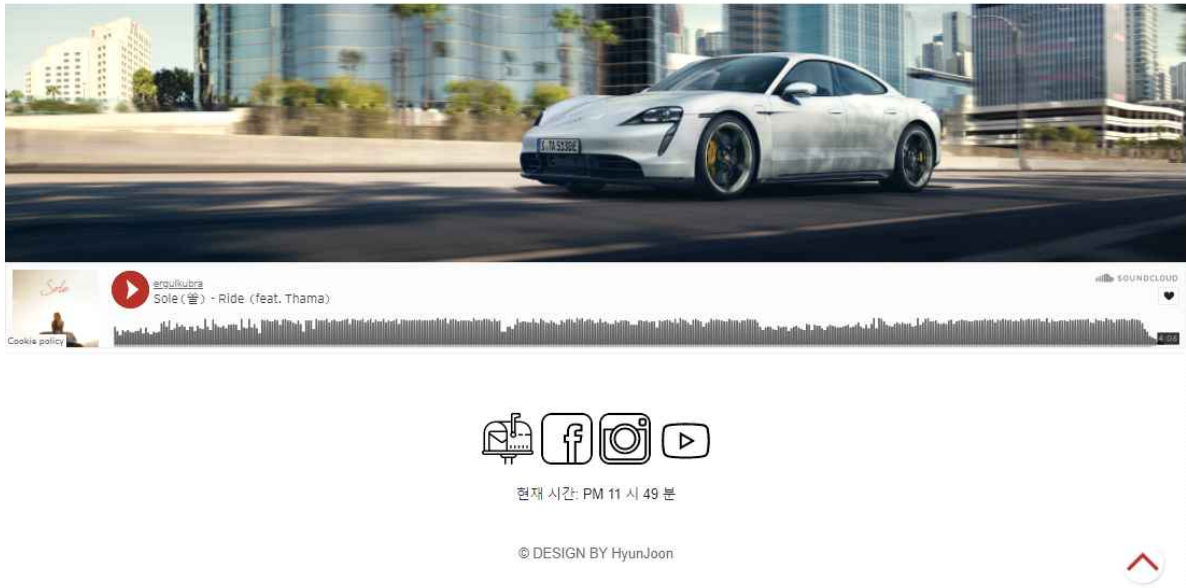 Sole
erquikubra
SOUNDCLOUD
Sole (쏠) - Ride (feat. Thama)
Cookie policy
4:06
현재 시간: PM 11 시 49 분
© DESIGN BY HyunJoon